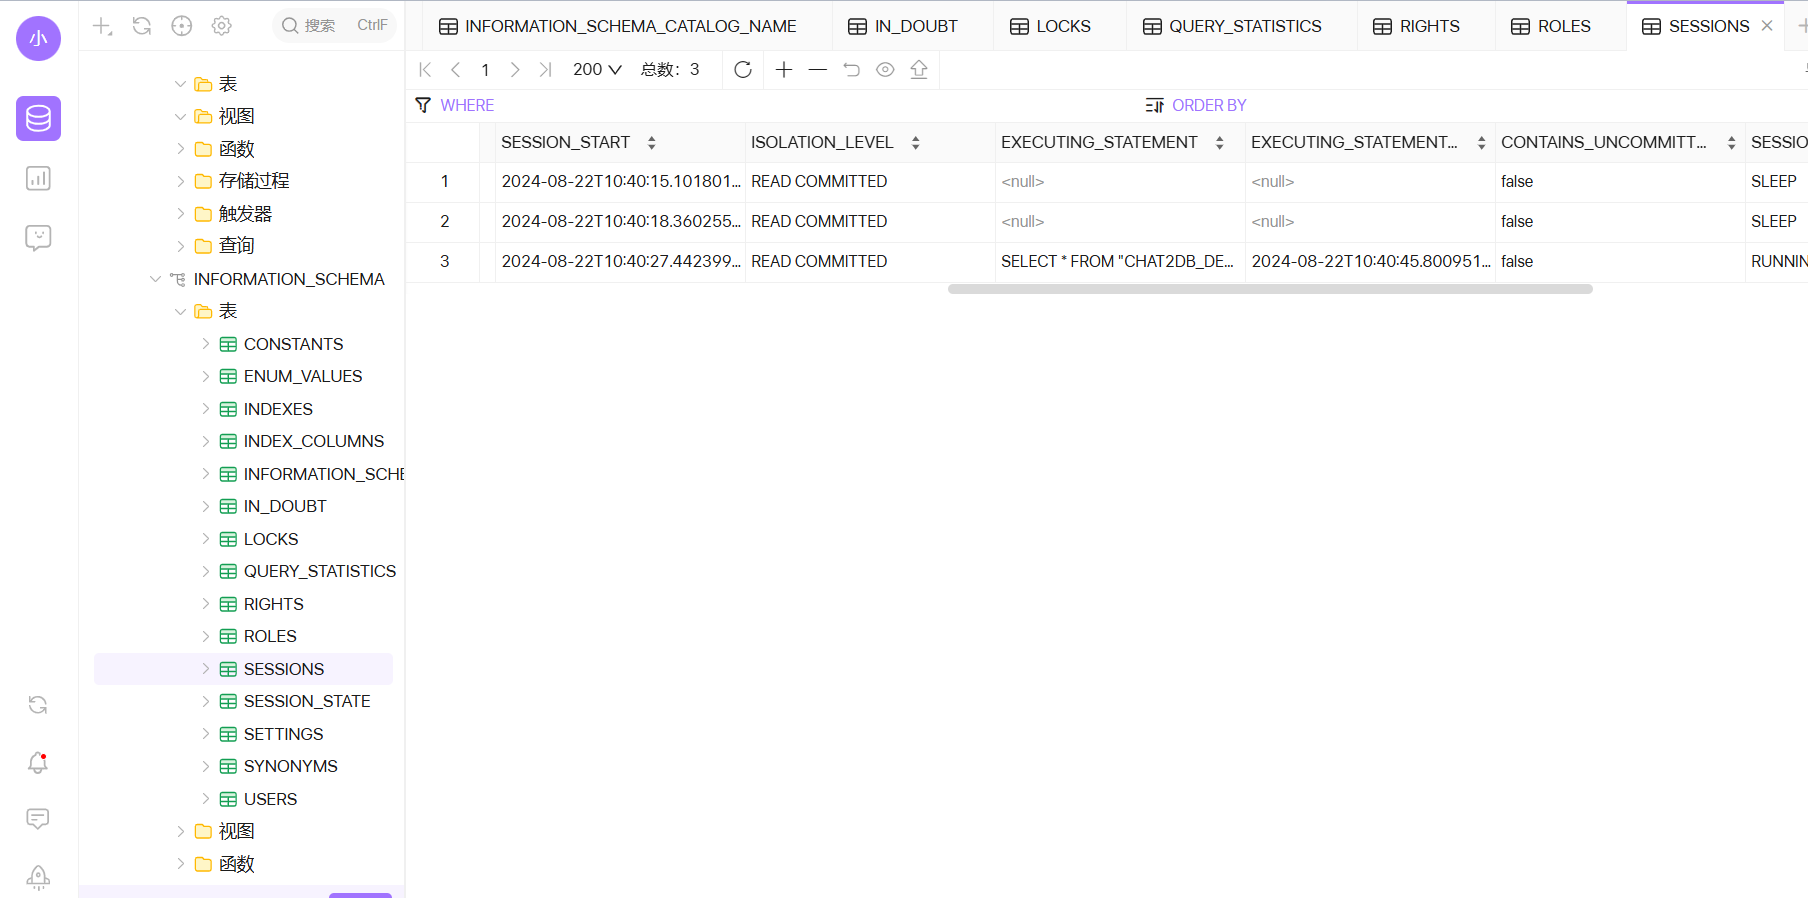 小
搜索 CtrlF
表
视图
函数
存储过程
触发器
查询
INFORMATION_SCHEMA
表
CONSTANTS
ENUM_VALUES
INDEXES
INDEX_COLUMNS
INFORMATION_SCHE
IN_DOUBT
LOCKS
QUERY_STATISTICS
RIGHTS
ROLES
SESSIONS
SESSION_STATE
SETTINGS
SYNONYMS
USERS
视图
函数
INFORMATION_SCHEMA_CATALOG_NAME IN_DOUBT LOCKS QUERY_STATISTICS RIGHTS ROLES SESSIONS
1 200 总数: 3
WHERE ORDER BY
SESSION_START ISOLATION_LEVEL EXECUTING_STATEMENT EXECUTING_STATEMENT... CONTAINS_UNCOMMITT... SESSIO
1 2024-08-22T10:40:15.101801... READ COMMITTED <null> <null> false SLEEP
2 2024-08-22T10:40:18.360255... READ COMMITTED <null> <null> false SLEEP
3 2024-08-22T10:40:27.442399... READ COMMITTED SELECT * FROM "CHAT2DB_DE... 2024-08-22T10:40:45.800951... false RUNNIN